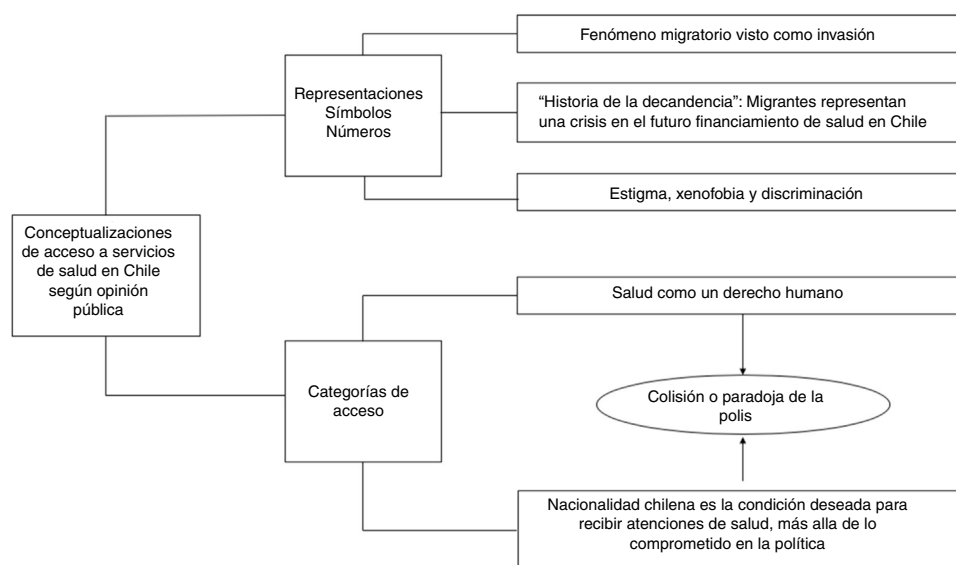 Fenómeno migratorio visto como invasión
Representaciones
Símbolos
Números
“Historia de la decandencia”: Migrantes representan
una crisis en el futuro financiamiento de salud en Chile
Estigma, xenofobia y discriminación
Conceptualizaciones
de acceso a servicios
de salud en Chile
según opinión
pública
Salud como un derecho humano
Categorías de
acceso
Colisión o paradoja de la
polis
Nacionalidad chilena es la condición deseada para
recibir atenciones de salud, más alla de lo
comprometido en la política